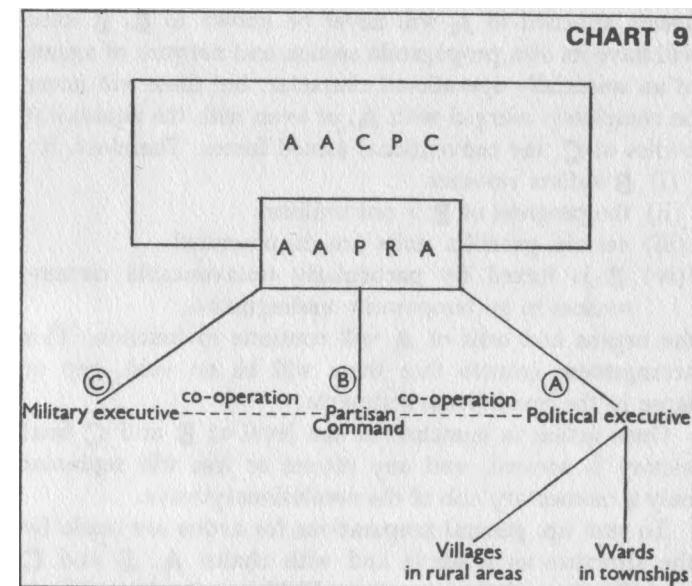 CHART 9
A A C P C
A A P R A
C B A
co-operation co-operation
Military executive Partisan Political executive
Command
Villages Wards
in rural areas in townships